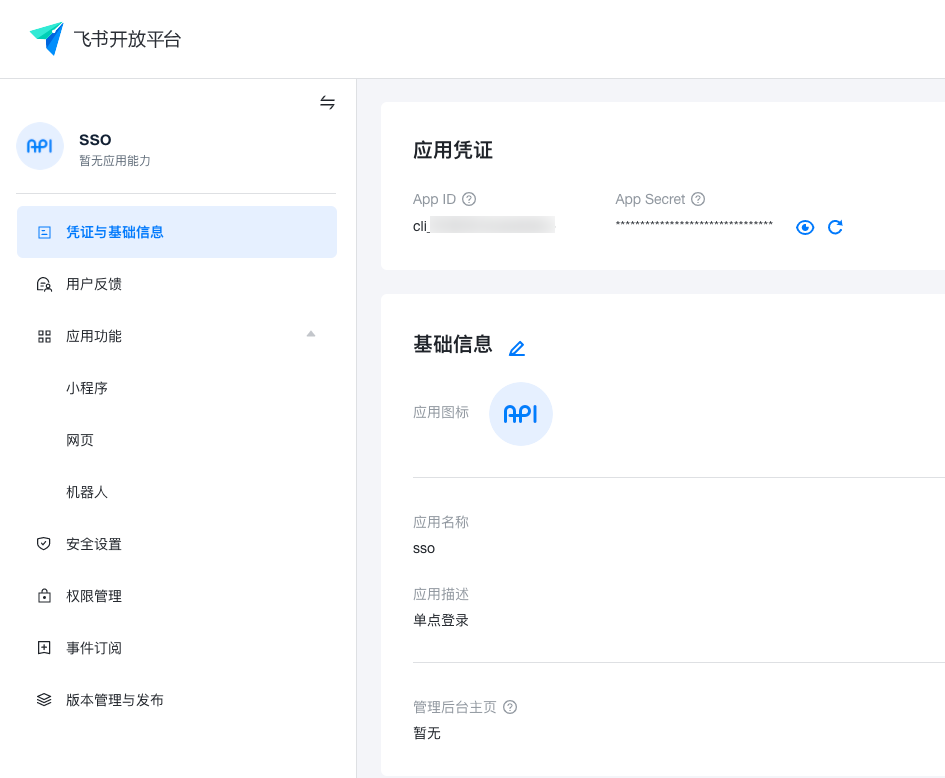 飞书开放平台
API
SSO
暂无应用能力
凭证与基础信息
用户反馈
应用功能
小程序
网页
机器人
安全设置
权限管理
事件订阅
版本管理与发布
应用凭证
App ID
App Secret
cli_
********************************
基础信息
应用图标
API
应用名称
sso
应用描述
单点登录
管理后台主页
暂无